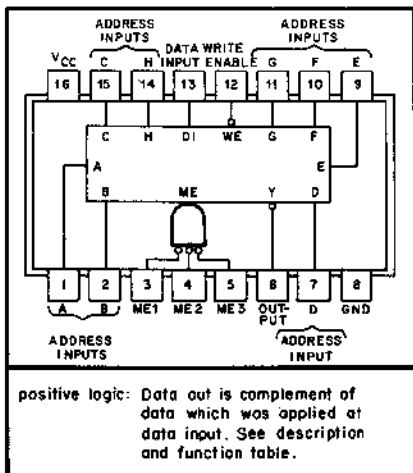 ADDRESS INPUTS
DATA INPUT
WRITE ENABLE
ADDRESS INPUTS
VCC C H G F E
16 15 14 13 12 11 10 9
C H DI WE G F
A E
B ME Y D
1 2 3 4 5 6 7 8
A B ME1 ME2 ME3 OUT-PUT D GND
ADDRESS INPUTS
ADDRESS INPUT
positive logic: Data out is complement of
data which was applied at
data input. See description
and function table.